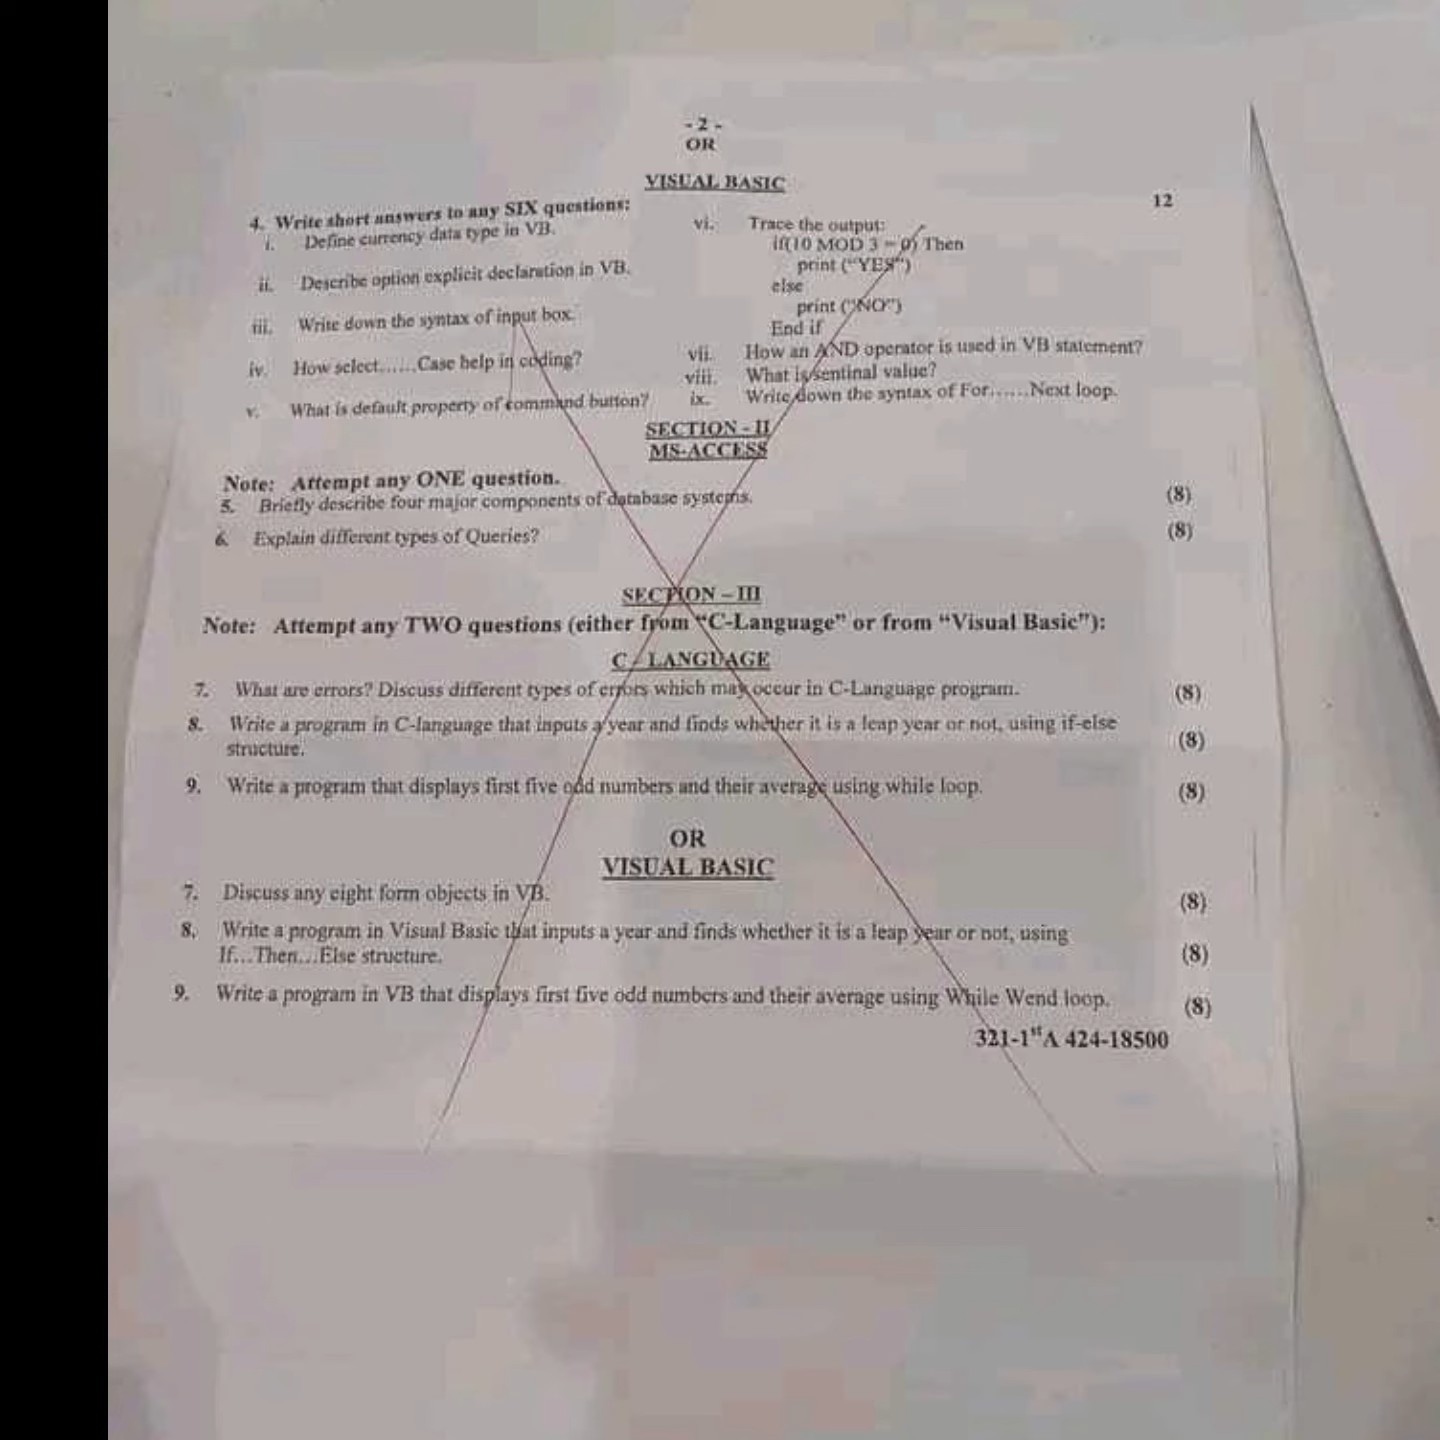 - 2 -
OR
VISUAL BASIC
4. Write short answers to any SIX questions: 12
i. Define currency data type in VB.
ii. Describe option explicit declaration in VB.
iii. Write down the syntax of input box.
iv. How select......Case help in coding?
v. What is default property of command button?
vi. Trace the output:
if(10 MOD 3 = 0) Then
print ("YES")
else
print ("NO")
End if
vii. How an AND operator is used in VB statement?
viii. What is sentinal value?
ix. Write down the syntax of For......Next loop.
SECTION - II
MS-ACCESS
Note: Attempt any ONE question.
5. Briefly describe four major components of database systems. (8)
6. Explain different types of Queries? (8)
SECTION – III
Note: Attempt any TWO questions (either from “C-Language” or from “Visual Basic”):
C - LANGUAGE
7. What are errors? Discuss different types of errors which may occur in C-Language program. (8)
8. Write a program in C-language that inputs a year and finds whether it is a leap year or not, using if-else
structure. (8)
9. Write a program that displays first five odd numbers and their average using while loop. (8)
OR
VISUAL BASIC
7. Discuss any eight form objects in VB. (8)
8. Write a program in Visual Basic that inputs a year and finds whether it is a leap year or not, using
If...Then...Else structure. (8)
9. Write a program in VB that displays first five odd numbers and their average using While Wend loop. (8)
321-1stA 424-18500